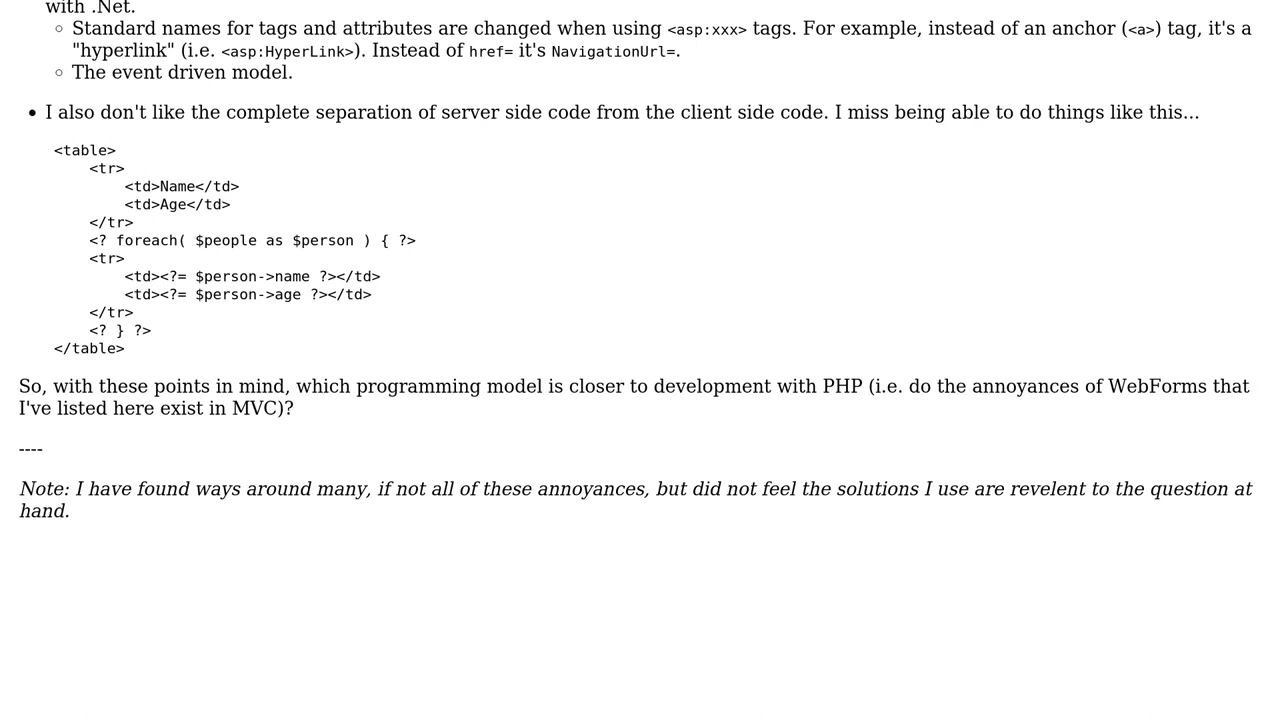 with .Net.
Standard names for tags and attributes are changed when using <asp:xxx> tags. For example, instead of an anchor (<a>) tag, it's a
"hyperlink" (i.e. <asp:HyperLink>). Instead of href= it's NavigationUrl=.
The event driven model.
I also don't like the complete separation of server side code from the client side code. I miss being able to do things like this...
<table>
    <tr>
        <td>Name</td>
        <td>Age</td>
    </tr>
    <? foreach( $people as $person ) { ?>
    <tr>
        <td><?= $person->name ?></td>
        <td><?= $person->age ?></td>
    </tr>
    <? } ?>
</table>
So, with these points in mind, which programming model is closer to development with PHP (i.e. do the annoyances of WebForms that
I've listed here exist in MVC)?
----
Note: I have found ways around many, if not all of these annoyances, but did not feel the solutions I use are revelent to the question at
hand.